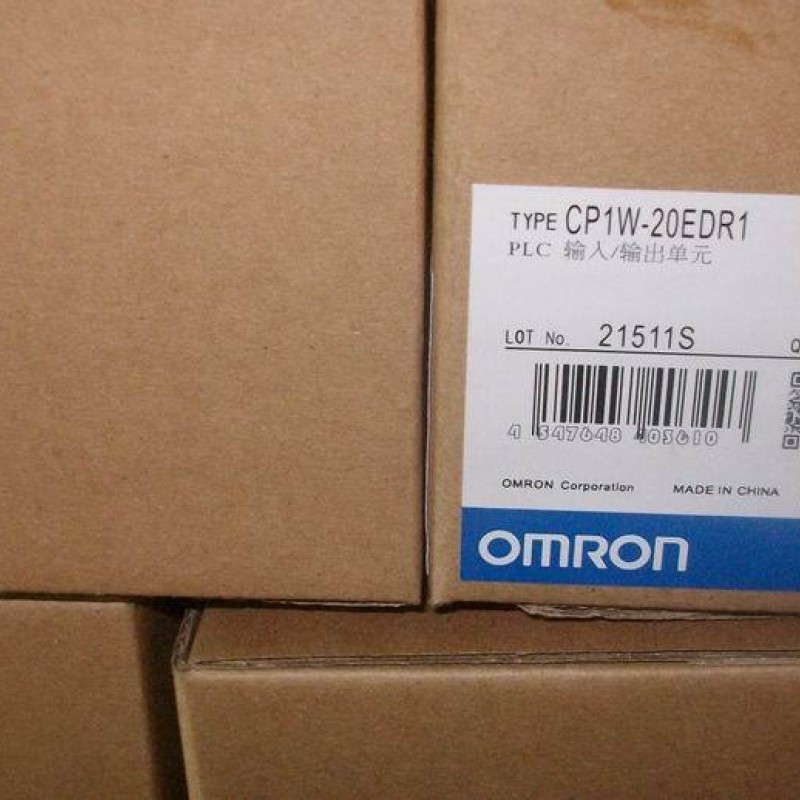 TYPE CP1W-20EDR1
PLC 输入/输出单元
LOT No. 21511S
Q
4 547648 403610
OMRON Corporation MADE IN CHINA
OMRON